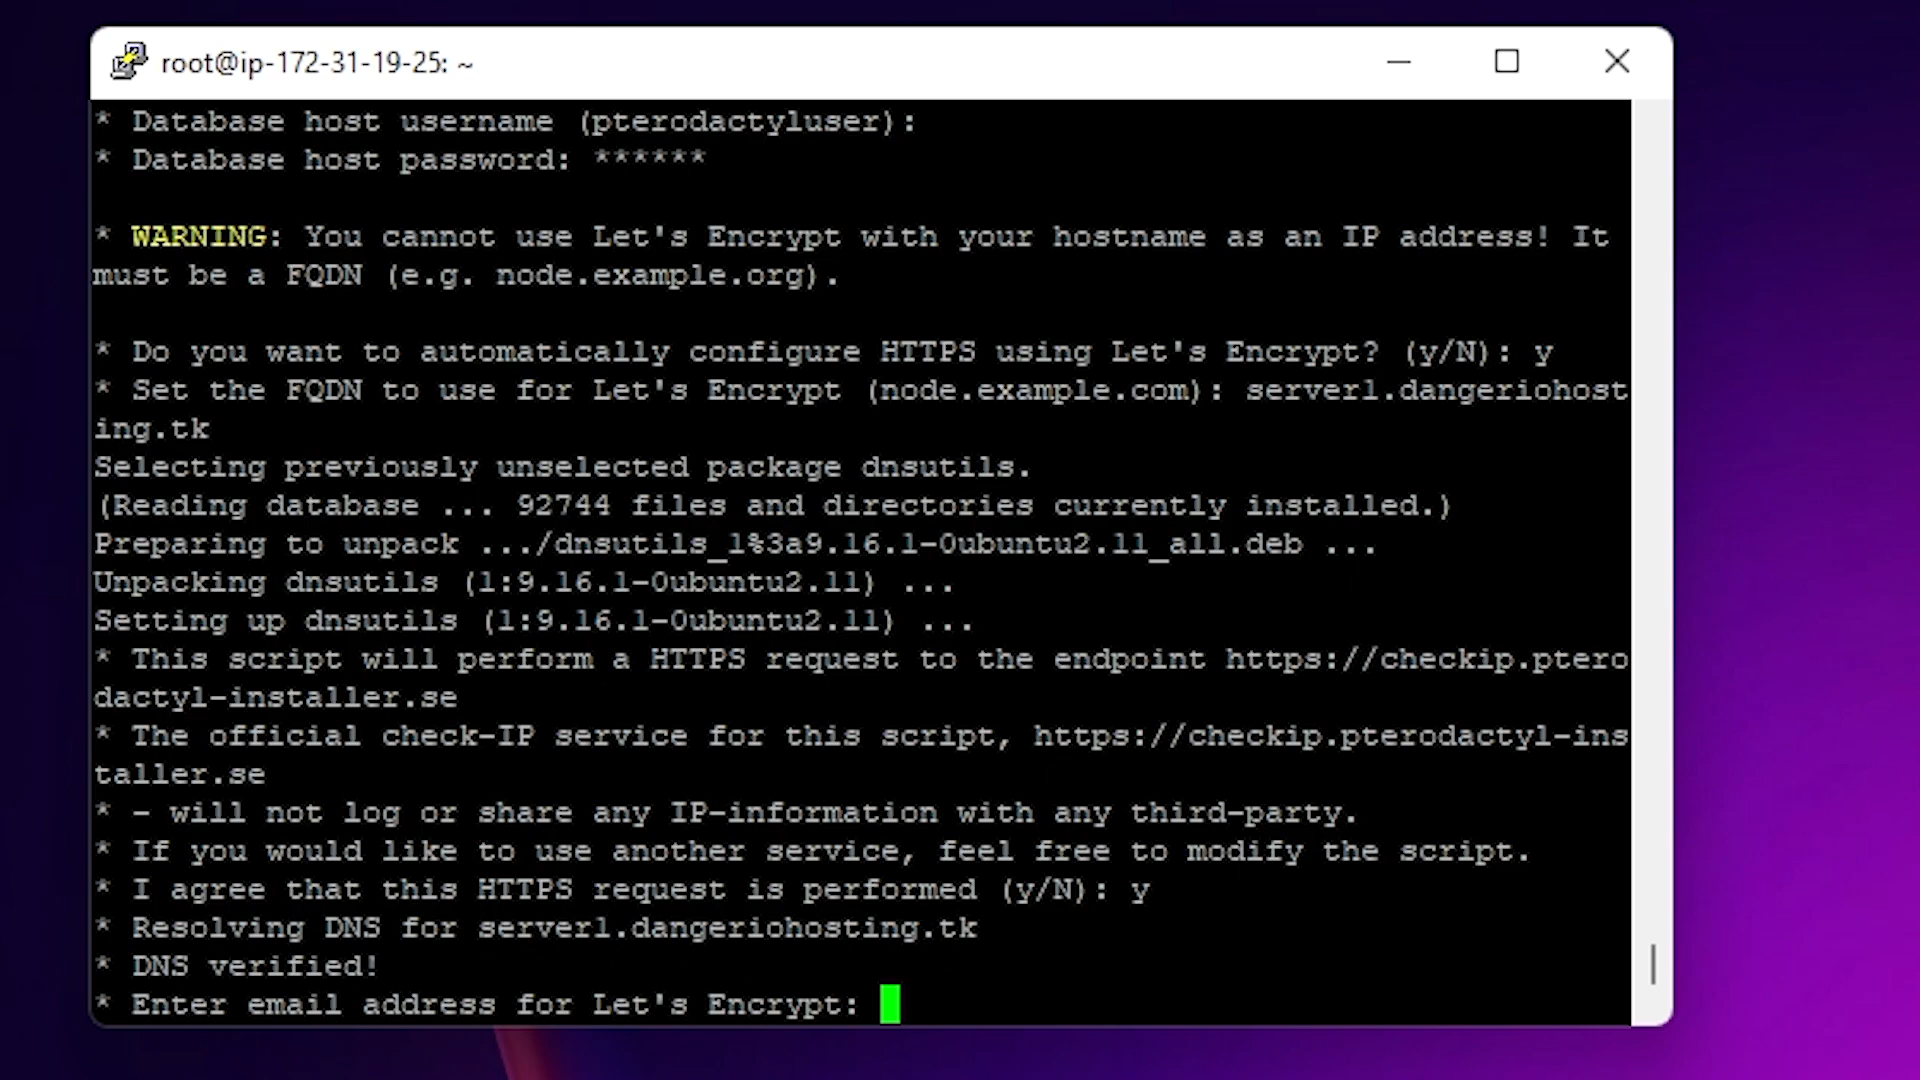 root@ip-172-31-19-25: ~
* Database host username (pterodactyluser):
* Database host password: ******
* WARNING: You cannot use Let's Encrypt with your hostname as an IP address! It
must be a FQDN (e.g. node.example.org).
* Do you want to automatically configure HTTPS using Let's Encrypt? (y/N): y
* Set the FQDN to use for Let's Encrypt (node.example.com): server1.dangeriohost
ing.tk
Selecting previously unselected package dnsutils.
(Reading database ... 92744 files and directories currently installed.)
Preparing to unpack .../dnsutils_1%3a9.16.1-0ubuntu2.11_all.deb ...
Unpacking dnsutils (1:9.16.1-0ubuntu2.11) ...
Setting up dnsutils (1:9.16.1-0ubuntu2.11) ...
* This script will perform a HTTPS request to the endpoint https://checkip.ptero
dactyl-installer.se
* The official check-IP service for this script, https://checkip.pterodactyl-ins
taller.se
* - will not log or share any IP-information with any third-party.
* If you would like to use another service, feel free to modify the script.
* I agree that this HTTPS request is performed (y/N): y
* Resolving DNS for server1.dangeriohosting.tk
* DNS verified!
* Enter email address for Let's Encrypt: